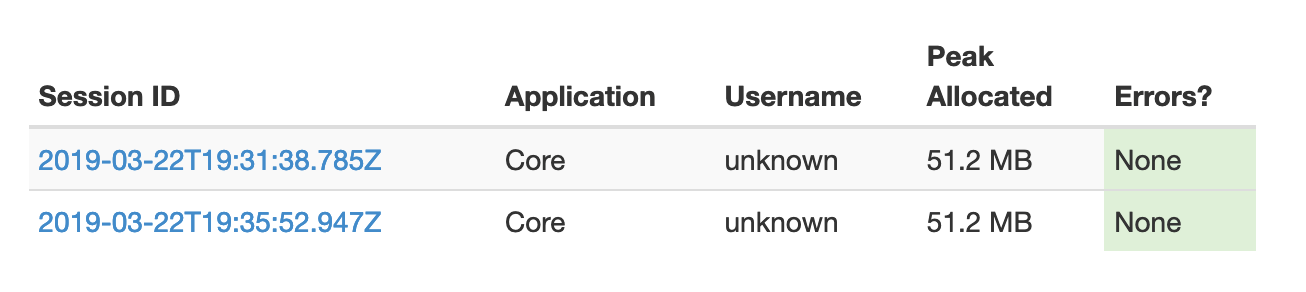 Session ID Application Username Peak Allocated Errors?
2019-03-22T19:31:38.785Z Core unknown 51.2 MB None
2019-03-22T19:35:52.947Z Core unknown 51.2 MB None